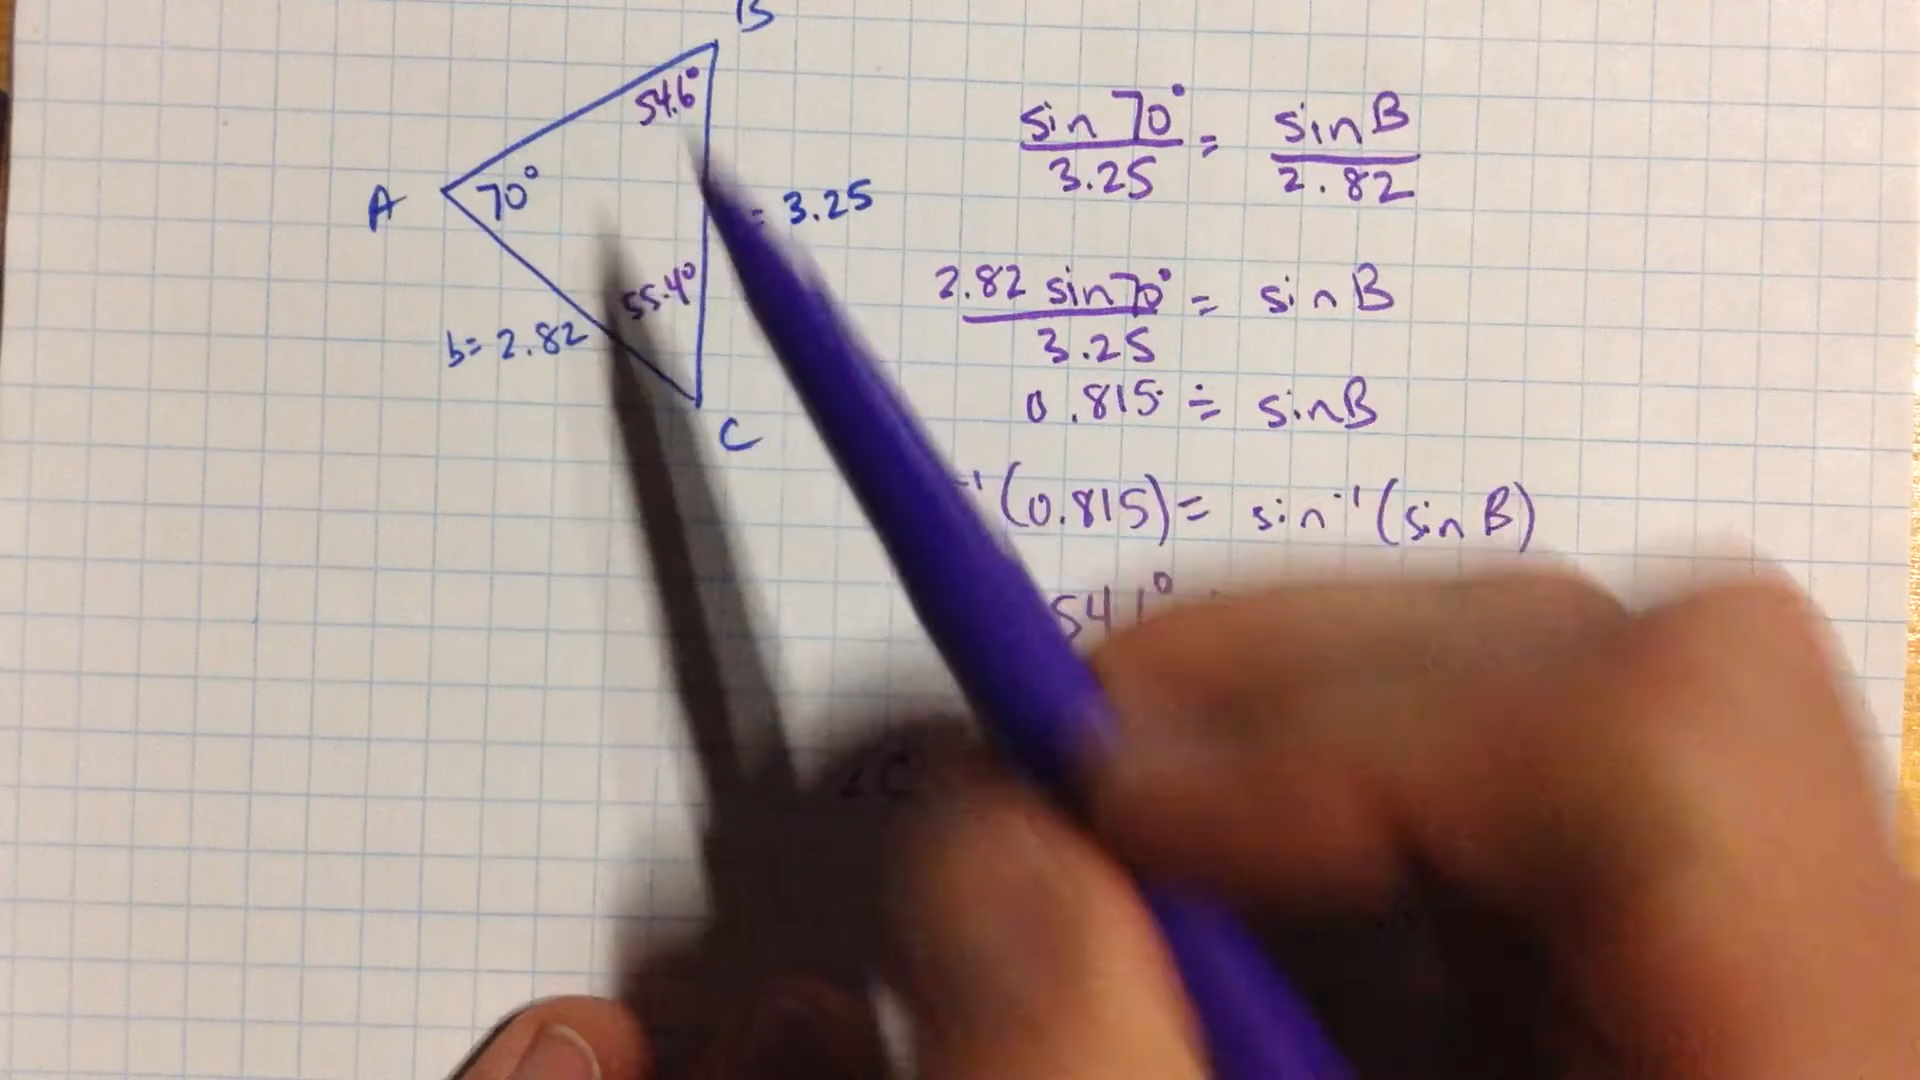 B
54.6°
A 70°
= 3.25
55.4°
b = 2.82
C
sin 70° = sin B
3.25 2.82
2.82 sin 70° = sin B
3.25
0.815 ≐ sin B
⁻¹(0.815) = sin⁻¹(sin B)
∠C